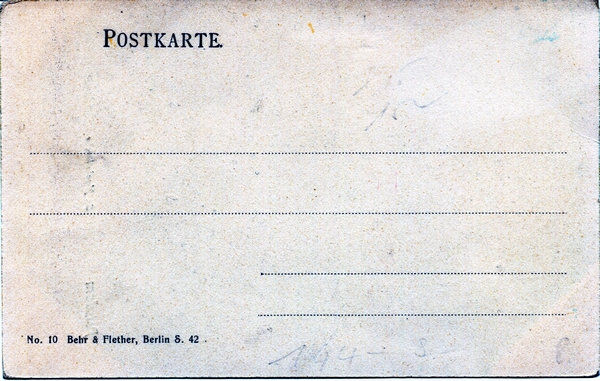 POSTKARTE.
No. 10 Behr & Flether, Berlin S. 42